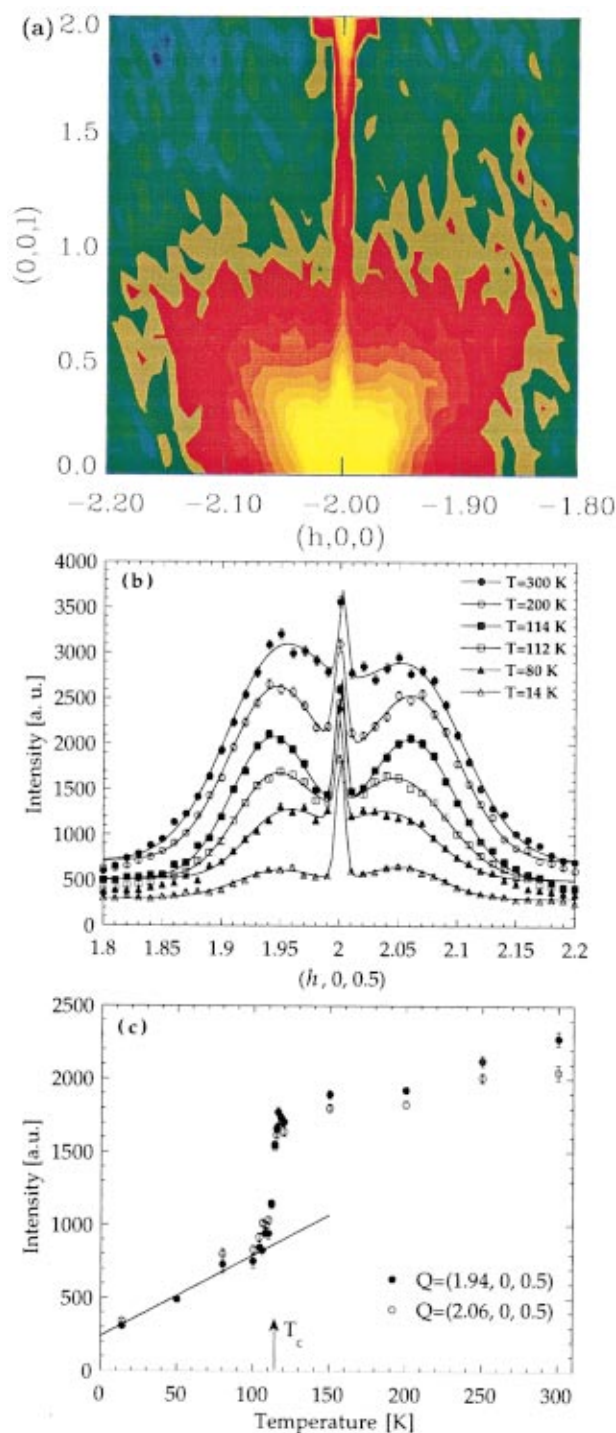 (a)
2.0
1.5
1.0
0.5
0.0
(0,0,1)
-2.20 -2.10 -2.00 -1.90 -1.80
(h,0,0)
(b)
4000
3500
3000
2500
2000
1500
1000
500
0
Intensity [a. u.]
T=300 K
T=200 K
T=114 K
T=112 K
T=80 K
T=14 K
1.8 1.85 1.9 1.95 2 2.05 2.1 2.15 2.2
(h, 0, 0.5)
(c)
2500
2000
1500
1000
500
0
Intensity [a.u.]
Q=(1.94, 0, 0.5)
Q=(2.06, 0, 0.5)
Tc
0 50 100 150 200 250 300
Temperature [K]